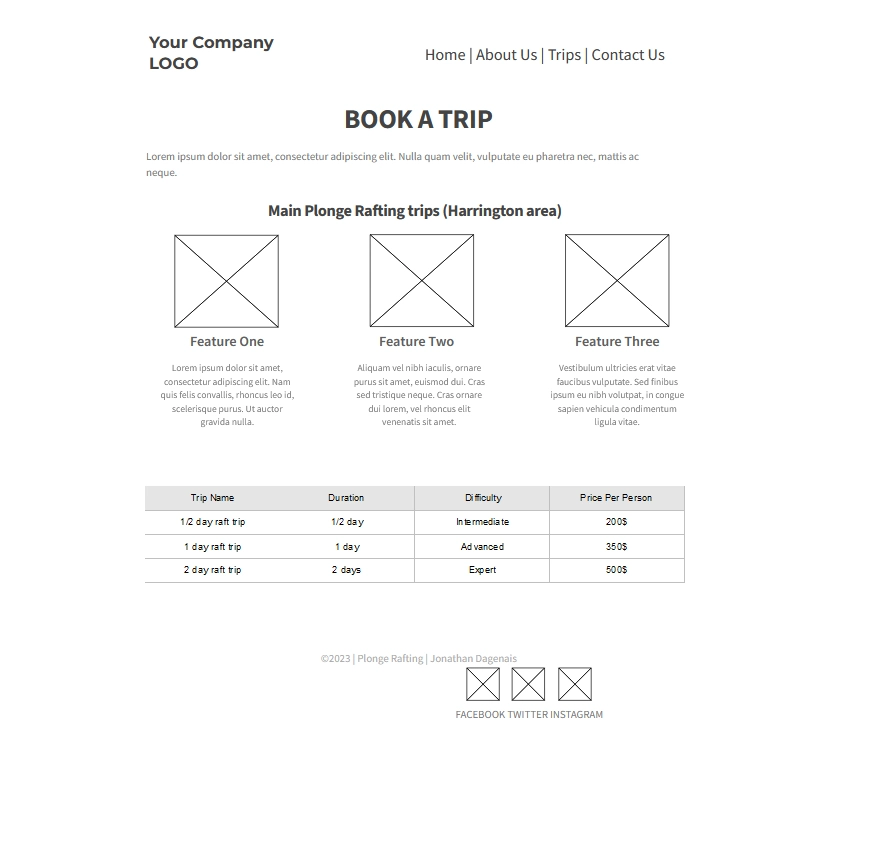 Your Company
LOGO
Home | About Us | Trips | Contact Us
BOOK A TRIP
Lorem ipsum dolor sit amet, consectetur adipiscing elit. Nulla quam velit, vulputate eu pharetra nec, mattis ac
neque.
Main Plonge Rafting trips (Harrington area)
Feature One
Lorem ipsum dolor sit amet,
consectetur adipiscing elit. Nam
quis felis convallis, rhoncus leo id,
scelerisque purus. Ut auctor
gravida nulla.
Feature Two
Aliquam vel nibh iaculis, ornare
purus sit amet, euismod dui. Cras
sed tristique neque. Cras ornare
dui lorem, vel rhoncus elit
venenatis sit amet.
Feature Three
Vestibulum ultricies erat vitae
faucibus vulputate. Sed finibus
ipsum eu nibh volutpat, in congue
sapien vehicula condimentum
ligula vitae.
Trip Name Duration Difficulty Price Per Person
1/2 day raft trip 1/2 day Intermediate 200$
1 day raft trip 1 day Advanced 350$
2 day raft trip 2 days Expert 500$
©2023 | Plonge Rafting | Jonathan Dagenais
FACEBOOK TWITTER INSTAGRAM